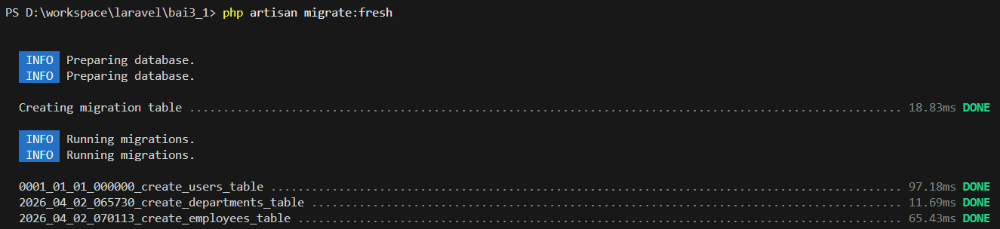 PS D:\workspace\laravel\bai3_1> php artisan migrate:fresh
INFO Preparing database.
INFO Preparing database.
Creating migration table ........................................................................................................ 18.83ms DONE
INFO Running migrations.
INFO Running migrations.
0001_01_01_000000_create_users_table ............................................................................................ 97.18ms DONE
2026_04_02_065730_create_departments_table ...................................................................................... 11.69ms DONE
2026_04_02_070113_create_employees_table ........................................................................................ 65.43ms DONE